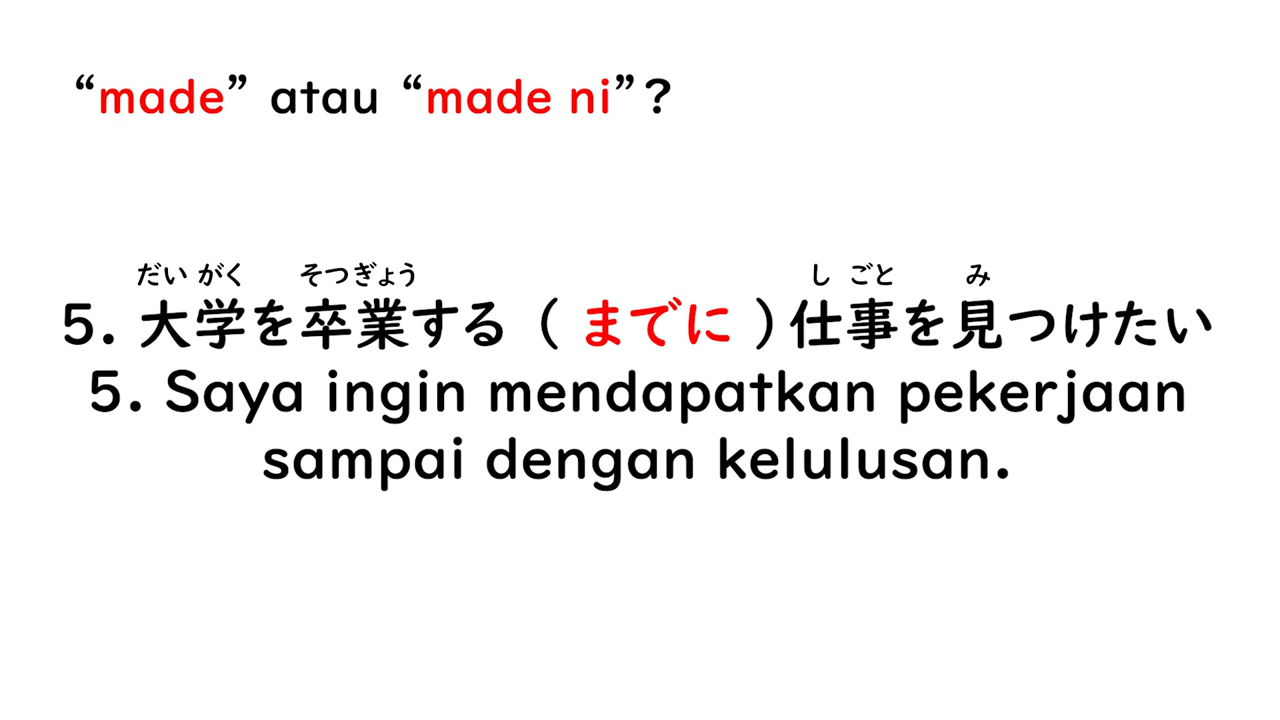 “made” atau “made ni”?
だい がく そつぎょう し ごと み
5. 大学を卒業する ( までに ) 仕事を見つけたい
5. Saya ingin mendapatkan pekerjaan
sampai dengan kelulusan.